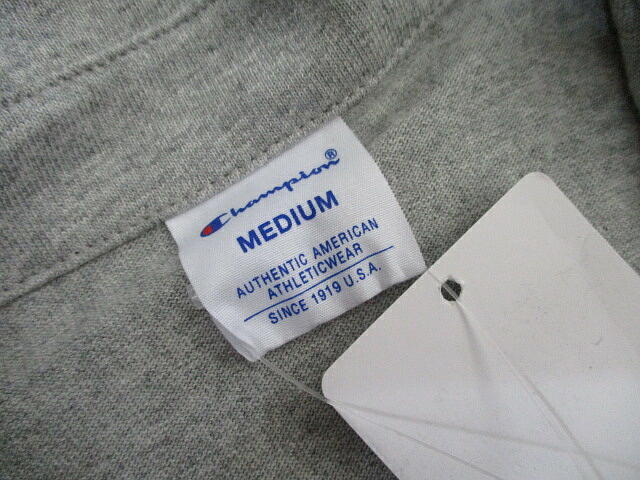 Champion®
MEDIUM
AUTHENTIC AMERICAN
ATHLETICWEAR
SINCE 1919 U.S.A.